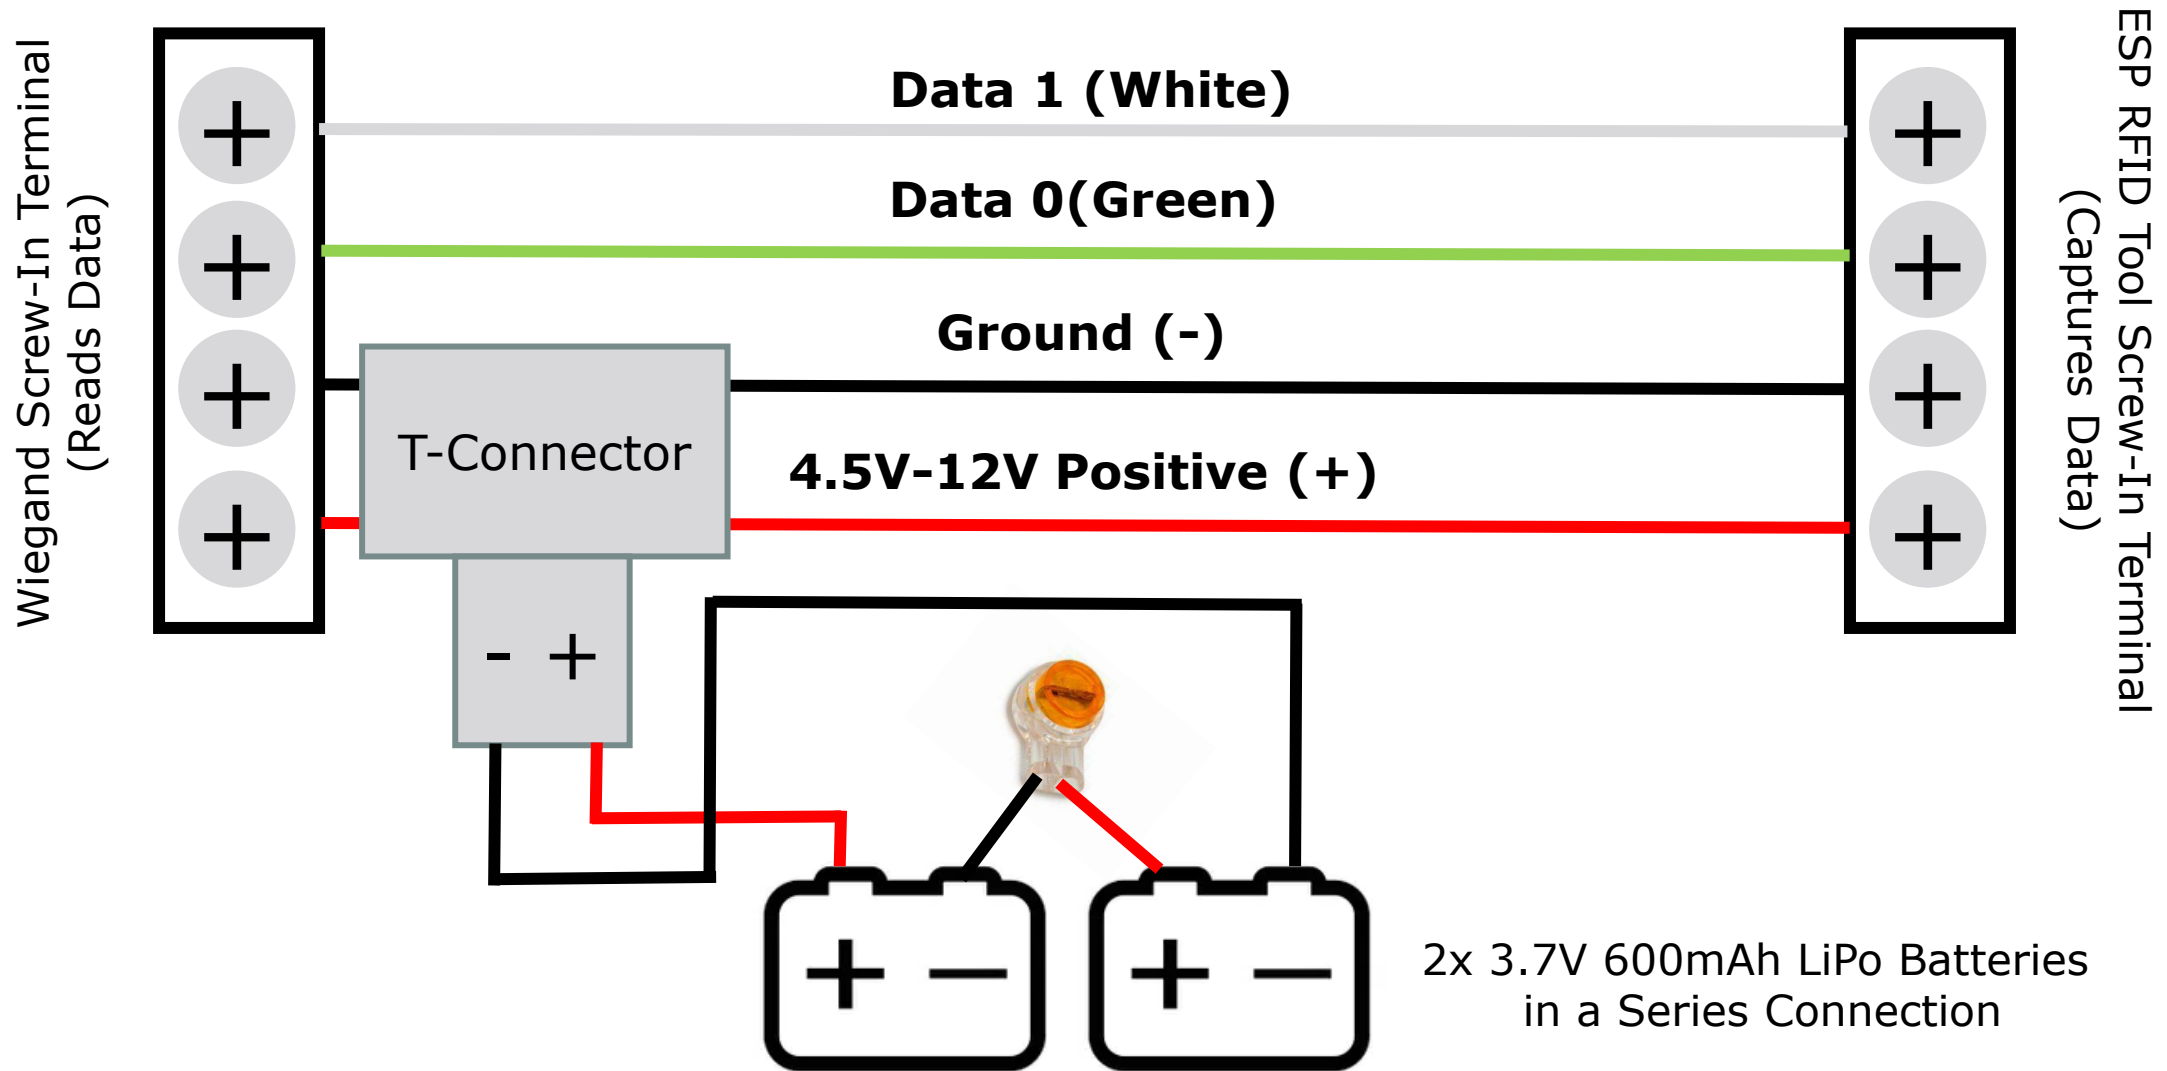 Wiegand Screw-In Terminal
(Reads Data)
Data 1 (White)
Data 0(Green)
Ground (-)
T-Connector
4.5V-12V Positive (+)
- +
ESP RFID Tool Screw-In Terminal
(Captures Data)
2x 3.7V 600mAh LiPo Batteries
in a Series Connection